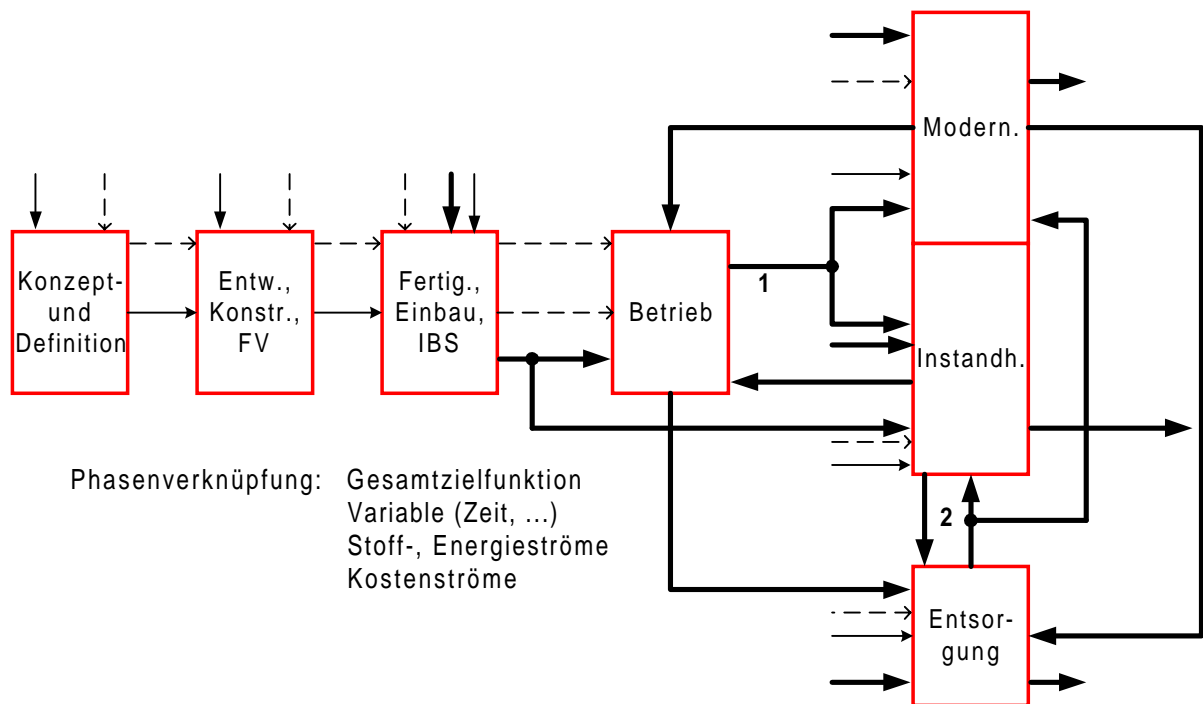 Modern.
Konzept-
und
Definition
Entw.,
Konstr.,
FV
Fertig.,
Einbau,
IBS
Betrieb
1
Instandh.
Phasenverknüpfung: Gesamtzielfunktion
Variable (Zeit, ...)
Stoff-, Energieströme
Kostenströme
2
Entsor-
gung